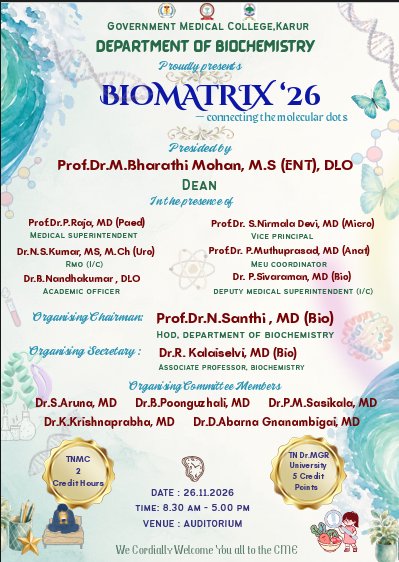 Government Medical College,Karur
Department of Biochemistry
Proudly presents
BIOMATRIX ‘26
— connecting the molecular dots
Presided by
Prof.Dr.M.Bharathi Mohan, M.S (ENT), DLO
Dean
In the presence of
Prof.Dr.P.Raja, MD (Paed)
Medical superintendent
Prof.Dr. S.Nirmala Devi, MD (Micro)
Vice principal
Dr.N.S.Kumar, MS, M.Ch (Uro)
Rmo (i/c)
Prof.Dr. P.Muthuprasad, MD (Anat)
Meu coordinator
Dr.B.Nandhakumar , DLO
Academic officer
Dr. P.Sivaraman, MD (Bio)
deputy medical superintendent (i/c)
Organising Chairman: Prof.Dr.N.Santhi , MD (Bio)
Hod, department of biochemistry
Organising Secretary : Dr.R. Kalaiselvi, MD (Bio)
Associate professor, biochemistry
Organising Committee Members
Dr.S.Aruna, MD Dr.B.Poonguzhali, MD Dr.P.M.Sasikala, MD
Dr.K.Krishnaprabha, MD Dr.D.Abarna Gnanambigai, MD
TNMC
2
Credit Hours
TN Dr.MGR
University
5 Credit
Points
DATE : 26.11.2026
TIME: 8.30 AM - 5.00 PM
VENUE : AUDITORIUM
We Cordially Welcome You all to the CME